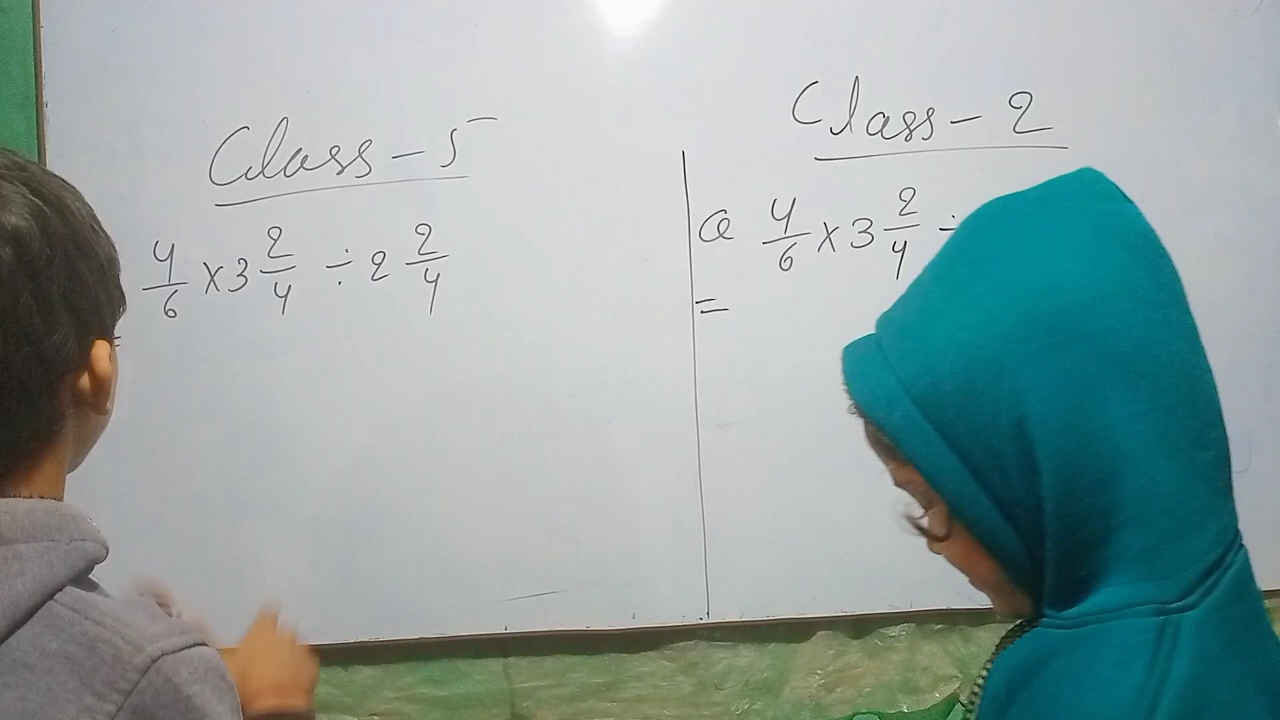 Class - 5
4/6 x 3 2/4 ÷ 2 2/4
Class - 2
Q 4/6 x 3 2/4 ÷
=